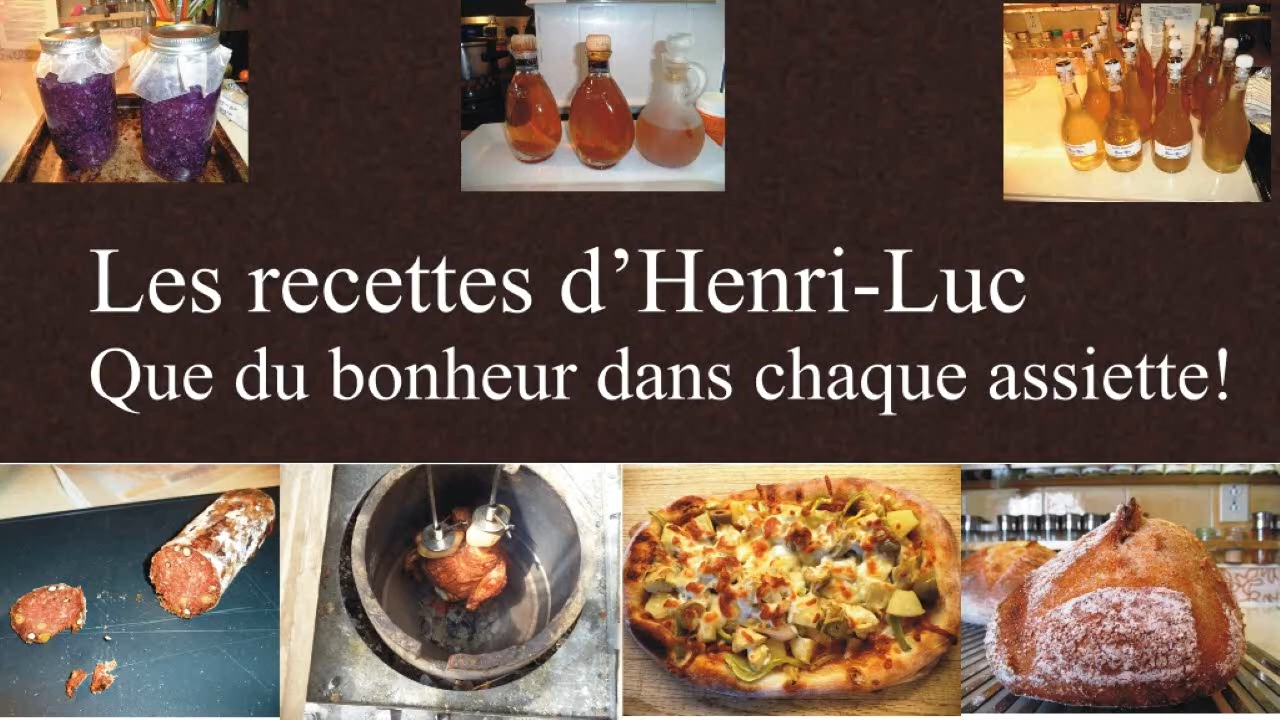 Les recettes d’Henri-Luc
Que du bonheur dans chaque assiette!